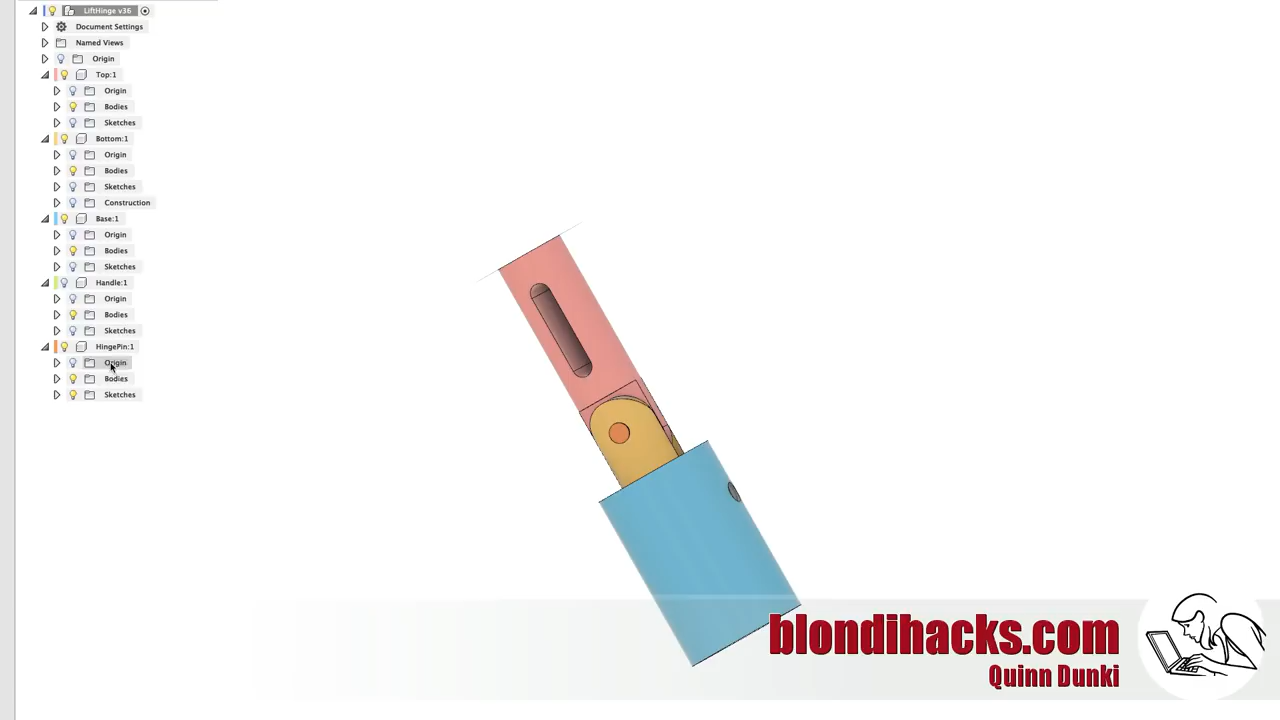 LiftHinge v36
Document Settings
Named Views
Origin
Top:1
Origin
Bodies
Sketches
Bottom:1
Origin
Bodies
Sketches
Construction
Base:1
Origin
Bodies
Sketches
Handle:1
Origin
Bodies
Sketches
HingePin:1
Origin
Bodies
Sketches
blondihacks.com
Quinn Dunki